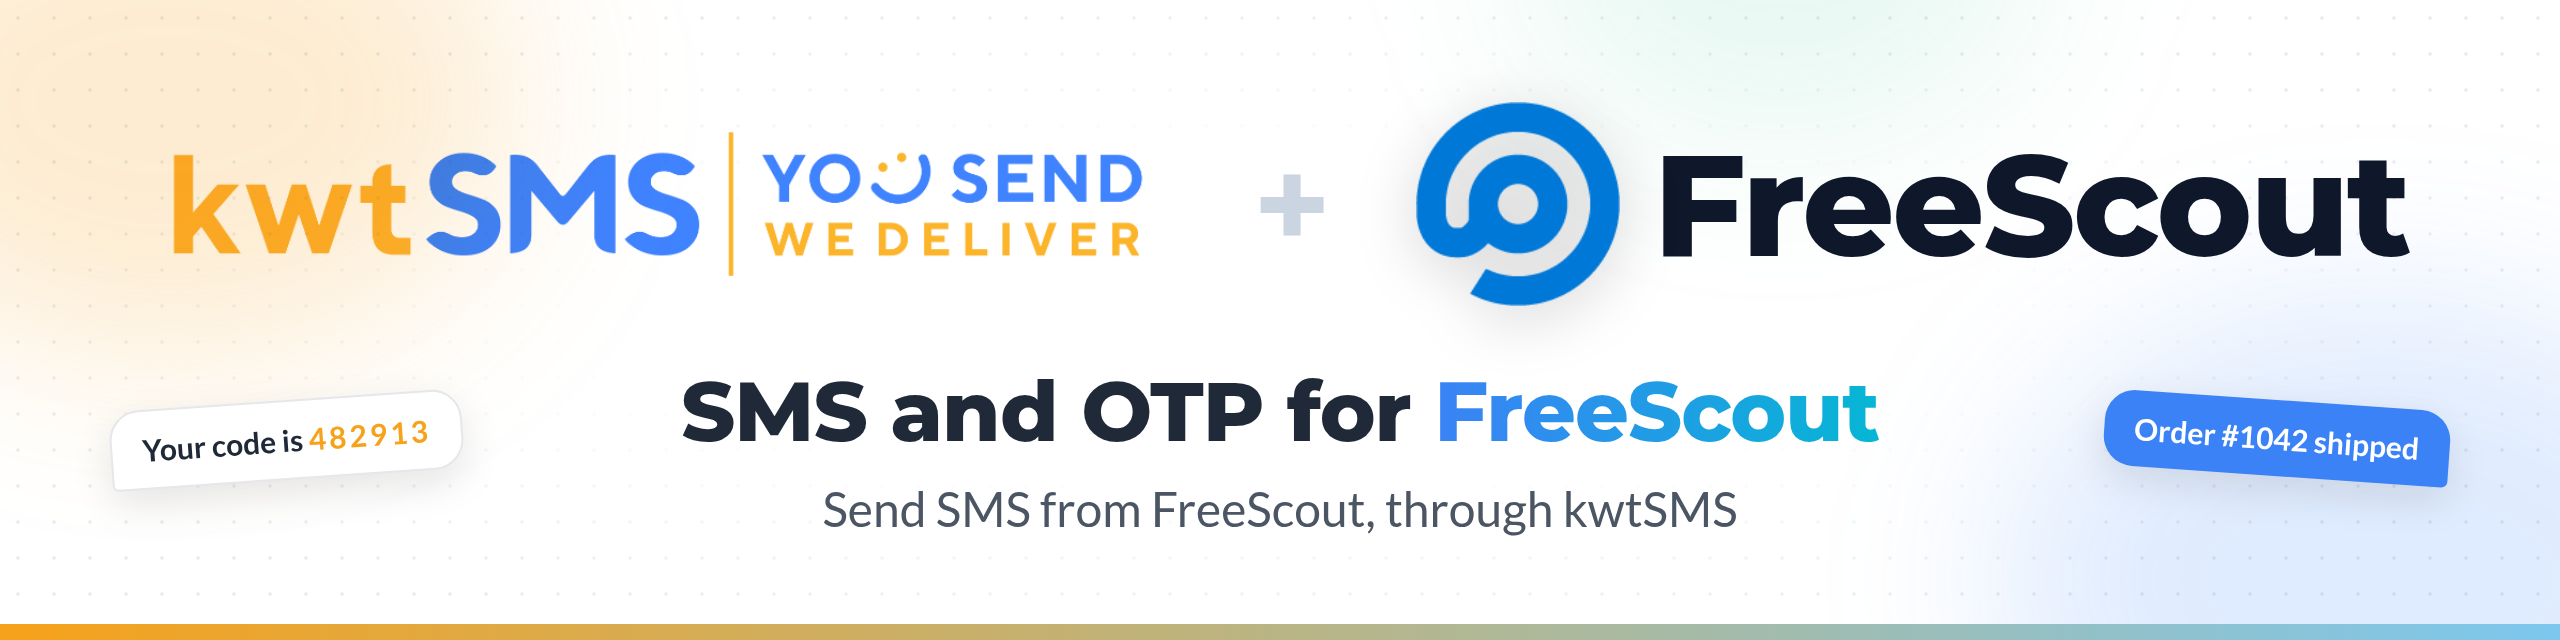 kwtSMS
YOU SEND
WE DELIVER
+
FreeScout
SMS and OTP for FreeScout
Your code is 482913
Order #1042 shipped
Send SMS from FreeScout, through kwtSMS